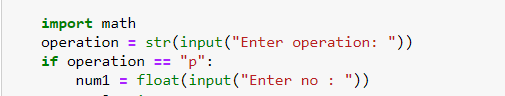 import math
operation = str(input("Enter operation: "))
if operation == "p":
    num1 = float(input("Enter no : "))